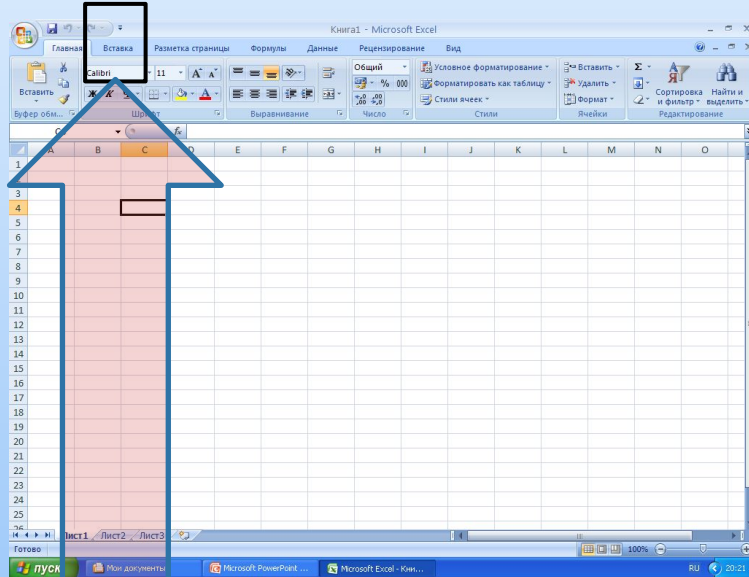 Книга1 - Microsoft Excel
Главная Вставка Разметка страницы Формулы Данные Рецензирование Вид
Calibri 11 Общий Условное форматирование Вставить Σ
Вставить Ж К Ч % 000 Форматировать как таблицу Удалить Сортировка и фильтр Найти и выделить
Стили ячеек Формат
Буфер обм... Шрифт Выравнивание Число Стили Ячейки Редактирование
fx
A B C D E F G H I J K L M N O
1
3
4
5
6
7
8
9
10
11
12
13
14
15
16
17
18
19
20
21
22
23
24
25
26
Лист1 Лист2 Лист3
Готово 100%
пуск Мои документы Microsoft PowerPoint ... Microsoft Excel - Кни... RU 20:21